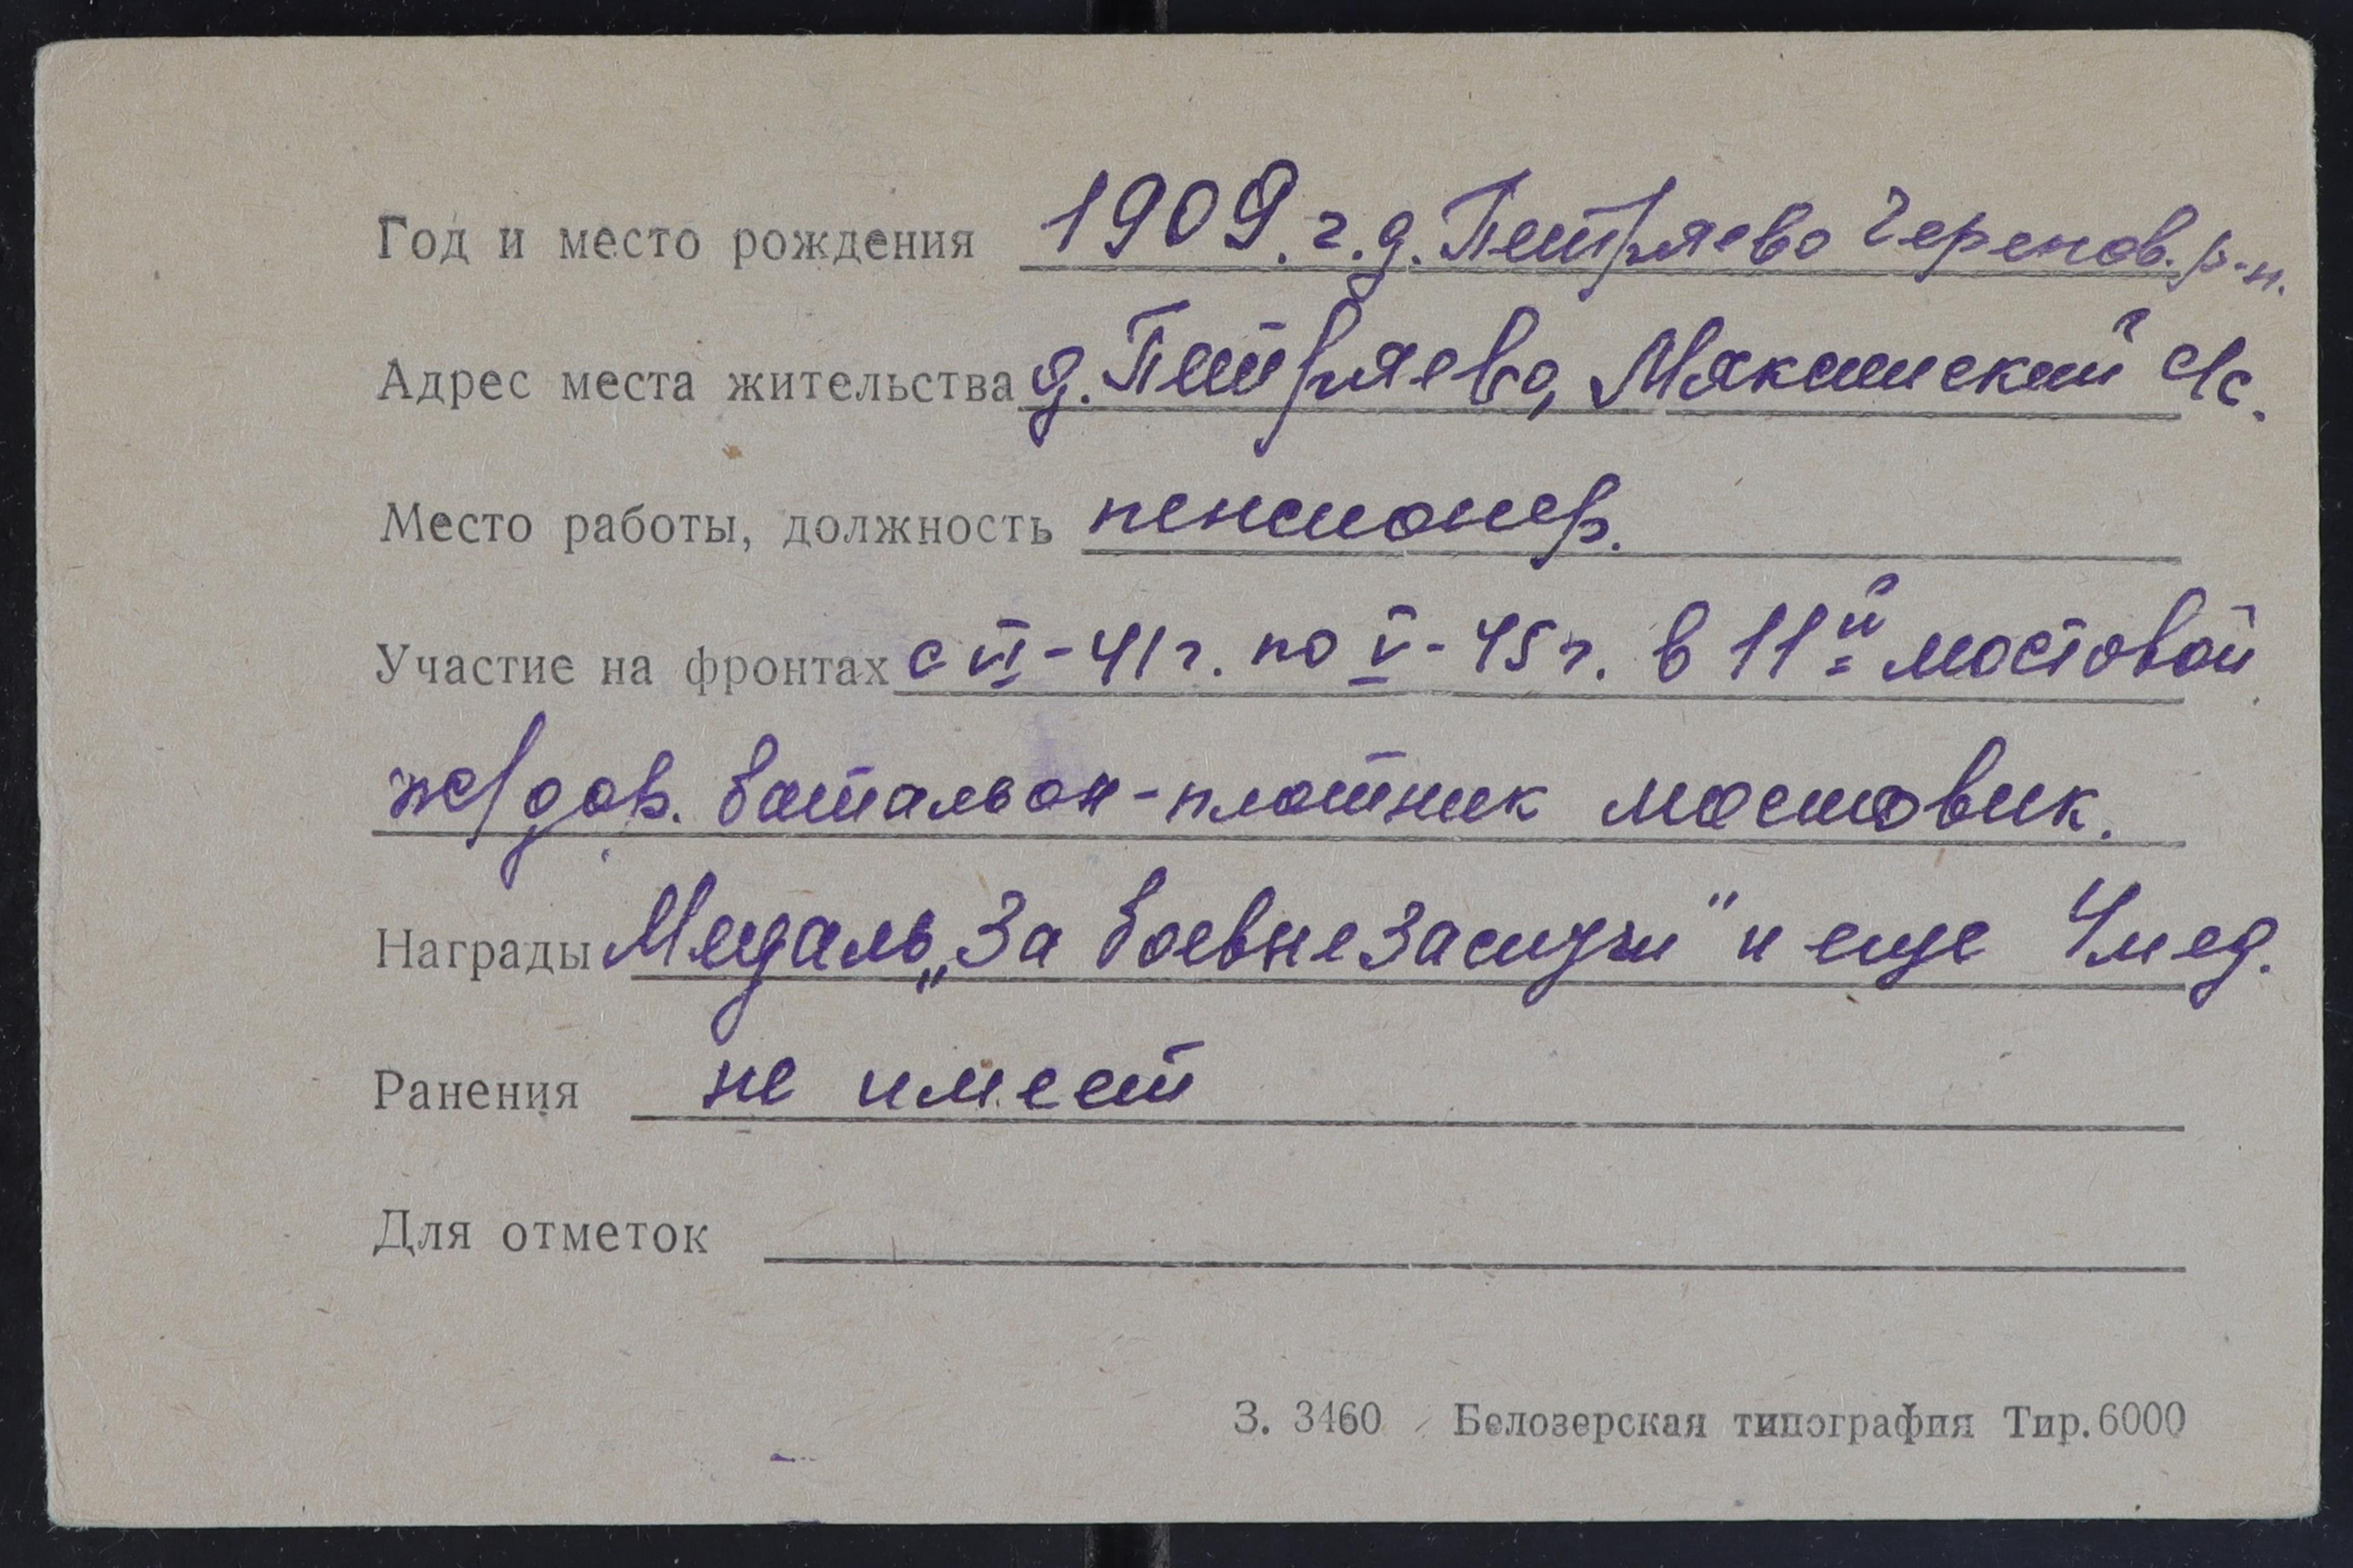 Год и место рождения 1909. г. д. Петряево Черепов. р-н.
Адрес места жительства д. Петряево, Мякшинский с/с.
Место работы, должность пенсионер.
Участие на фронтах с VI-41 г. по V-45 г. в 11й мостовой
ж/дор. батальон-плотник мостовик.
Награды Медаль „За боевые заслуги" и еще 4 мед.
Ранения не имеет
Для отметок
З. 3460 Белозерская типография Тир. 6000